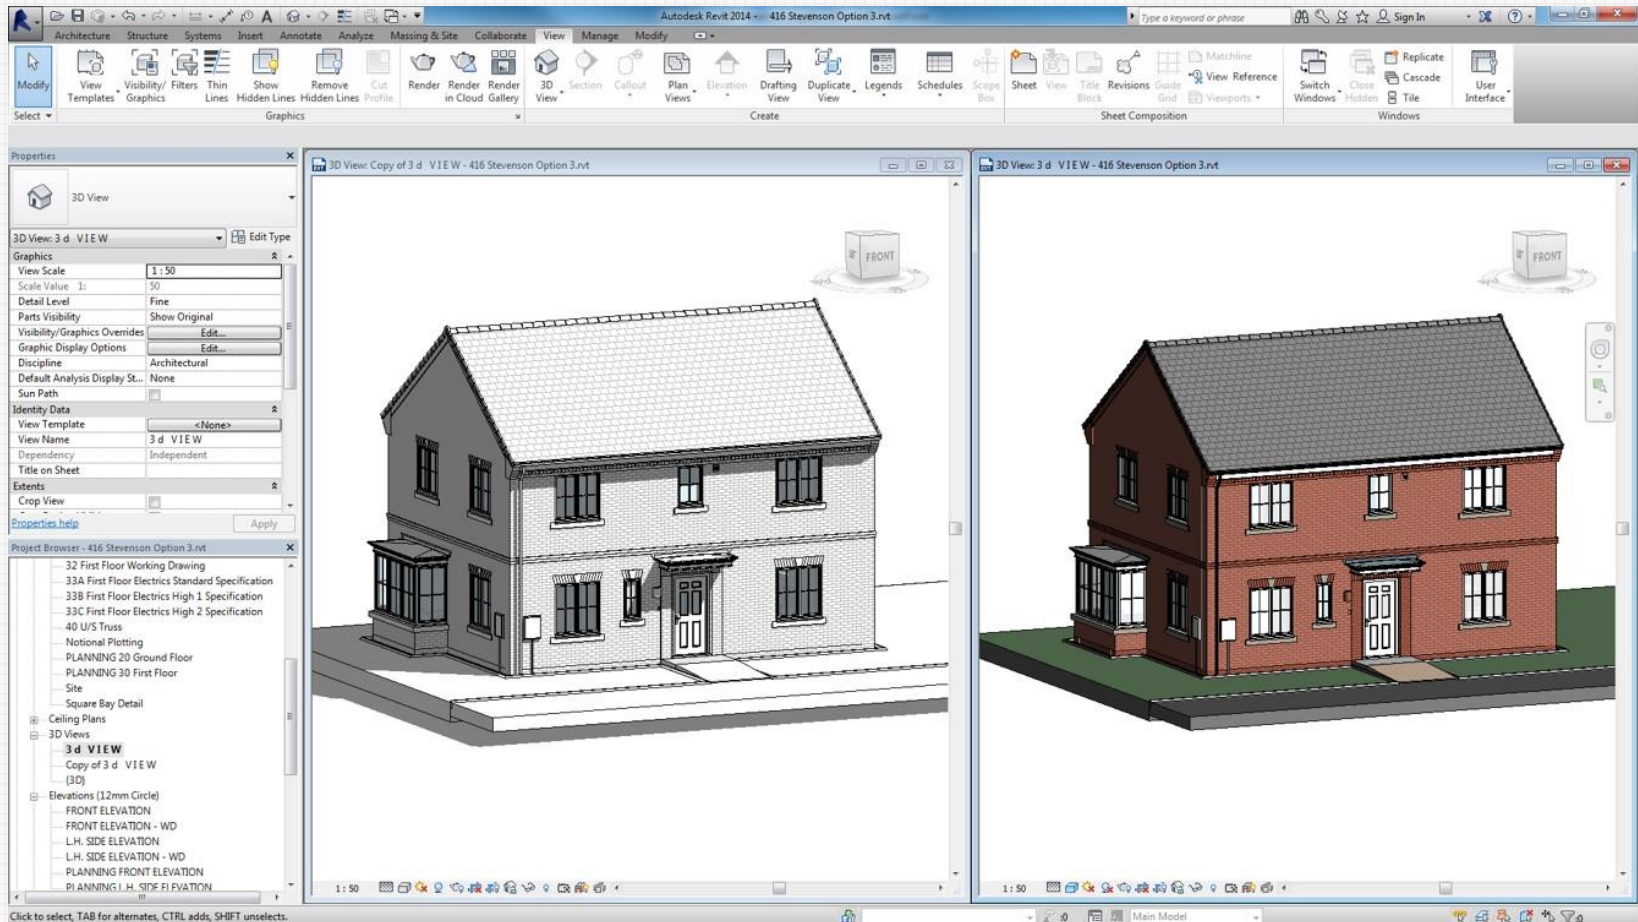 Autodesk Revit 2014 - 416 Stevenson Option 3.rvt
Type a keyword or phrase
Sign In
Architecture Structure Systems Insert Annotate Analyze Massing & Site Collaborate View Manage Modify
Modify
View Templates
Visibility/ Graphics
Filters
Thin Lines
Show Hidden Lines
Remove Hidden Lines
Cut Profile
Render
Render in Cloud
Render Gallery
3D View
Section
Callout
Plan Views
Elevation
Drafting View
Duplicate View
Legends
Schedules
Scope Box
Sheet
View
Title Block
Revisions
Guide Grid
Matchline
View Reference
Viewports
Switch Windows
Close Hidden
Replicate
Cascade
Tile
User Interface
Select
Graphics
Create
Sheet Composition
Windows
Properties
3D View
3D View: 3 d VIEW
Edit Type
Graphics
View Scale 1 : 50
Scale Value 1: 50
Detail Level Fine
Parts Visibility Show Original
Visibility/Graphics Overrides Edit...
Graphic Display Options Edit...
Discipline Architectural
Default Analysis Display St... None
Sun Path
Identity Data
View Template <None>
View Name 3 d VIEW
Dependency Independent
Title on Sheet
Extents
Crop View
Properties help
Apply
Project Browser - 416 Stevenson Option 3.rvt
32 First Floor Working Drawing
33A First Floor Electrics Standard Specification
33B First Floor Electrics High 1 Specification
33C First Floor Electrics High 2 Specification
40 U/S Truss
Notional Plotting
PLANNING 20 Ground Floor
PLANNING 30 First Floor
Site
Square Bay Detail
Ceiling Plans
3D Views
3 d VIEW
Copy of 3 d VIEW
{3D}
Elevations (12mm Circle)
FRONT ELEVATION
FRONT ELEVATION - WD
L.H. SIDE ELEVATION
L.H. SIDE ELEVATION - WD
PLANNING FRONT ELEVATION
PLANNING L.H. SIDE ELEVATION
3D View: Copy of 3 d VIEW - 416 Stevenson Option 3.rvt
FRONT
1 : 50
3D View: 3 d VIEW - 416 Stevenson Option 3.rvt
FRONT
1 : 50
Click to select, TAB for alternates, CTRL adds, SHIFT unselects.
:0
Main Model
:0